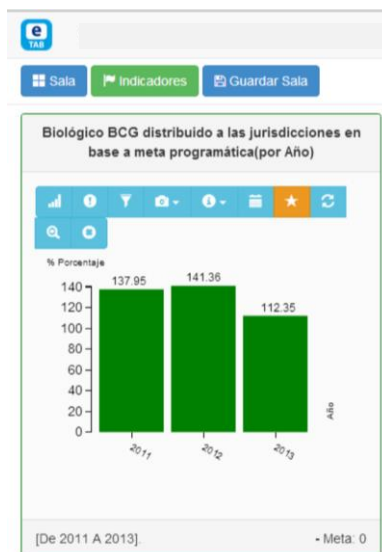 e
TAB
Sala
Indicadores
Guardar Sala
Biológico BCG distribuido a las jurisdicciones en
base a meta programática(por Año)
% Porcentaje
137.95
141.36
112.35
140
120
100
80
60
40
20
0
2011
2012
2013
Año
[De 2011 A 2013].
- Meta: 0